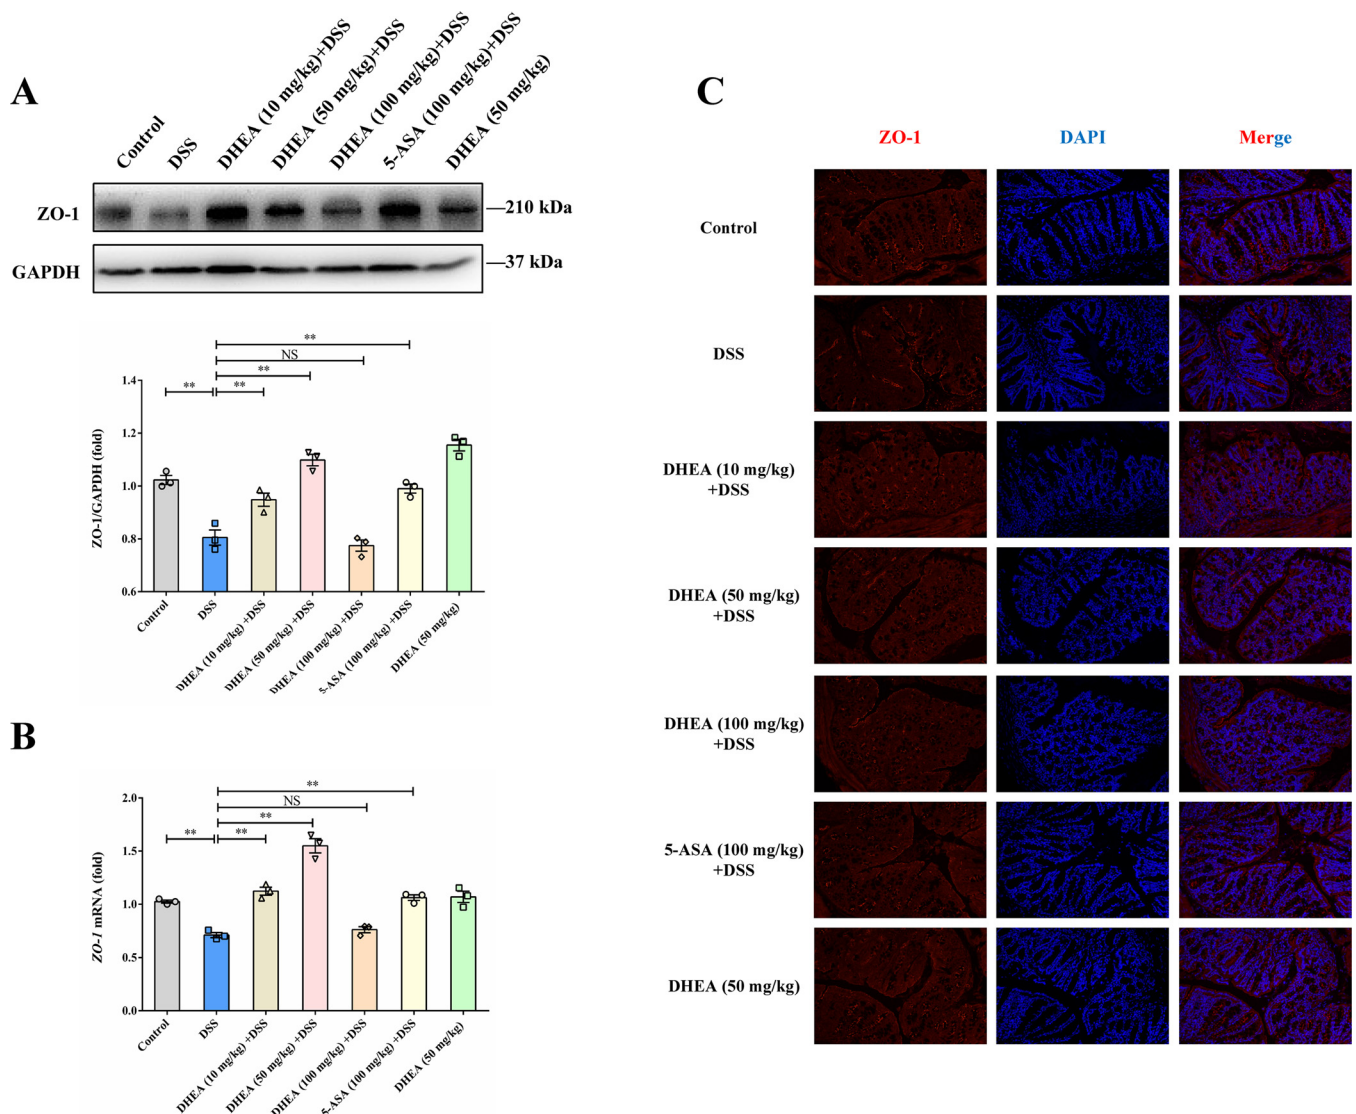 A
Control
DSS
DHEA (10 mg/kg)+DSS
DHEA (50 mg/kg)+DSS
DHEA (100 mg/kg)+DSS
5-ASA (100 mg/kg)+DSS
DHEA (50 mg/kg)
ZO-1
210 kDa
GAPDH
37 kDa
**
NS
**
**
**
ZO-1/GAPDH (fold)
1.4
1.2
1.0
0.8
0.6
Control
DSS
DHEA (10 mg/kg) +DSS
DHEA (50 mg/kg) +DSS
DHEA (100 mg/kg) +DSS
5-ASA (100 mg/kg) +DSS
DHEA (50 mg/kg)
B
**
NS
**
**
**
ZO-1 mRNA (fold)
2.0
1.5
1.0
0.5
0.0
Control
DSS
DHEA (10 mg/kg) +DSS
DHEA (50 mg/kg) +DSS
DHEA (100 mg/kg) +DSS
5-ASA (100 mg/kg) +DSS
DHEA (50 mg/kg)
C
ZO-1
DAPI
Merge
Control
DSS
DHEA (10 mg/kg)
+DSS
DHEA (50 mg/kg)
+DSS
DHEA (100 mg/kg)
+DSS
5-ASA (100 mg/kg)
+DSS
DHEA (50 mg/kg)